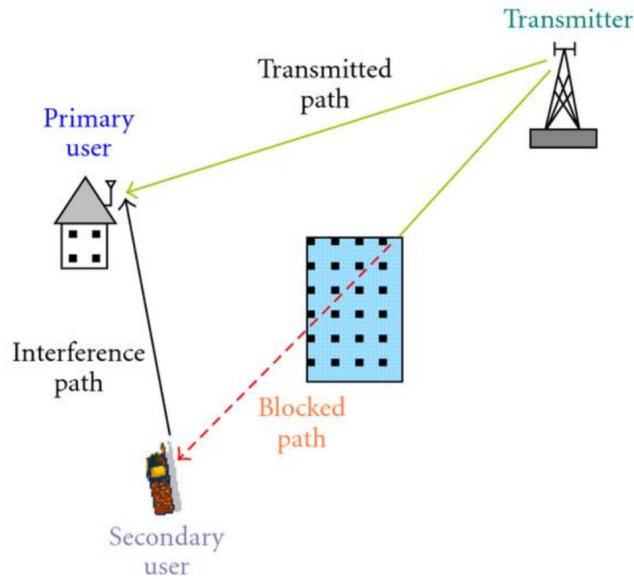 Transmitter
Transmitted
path
Primary
user
Interference
path
Blocked
path
Secondary
user